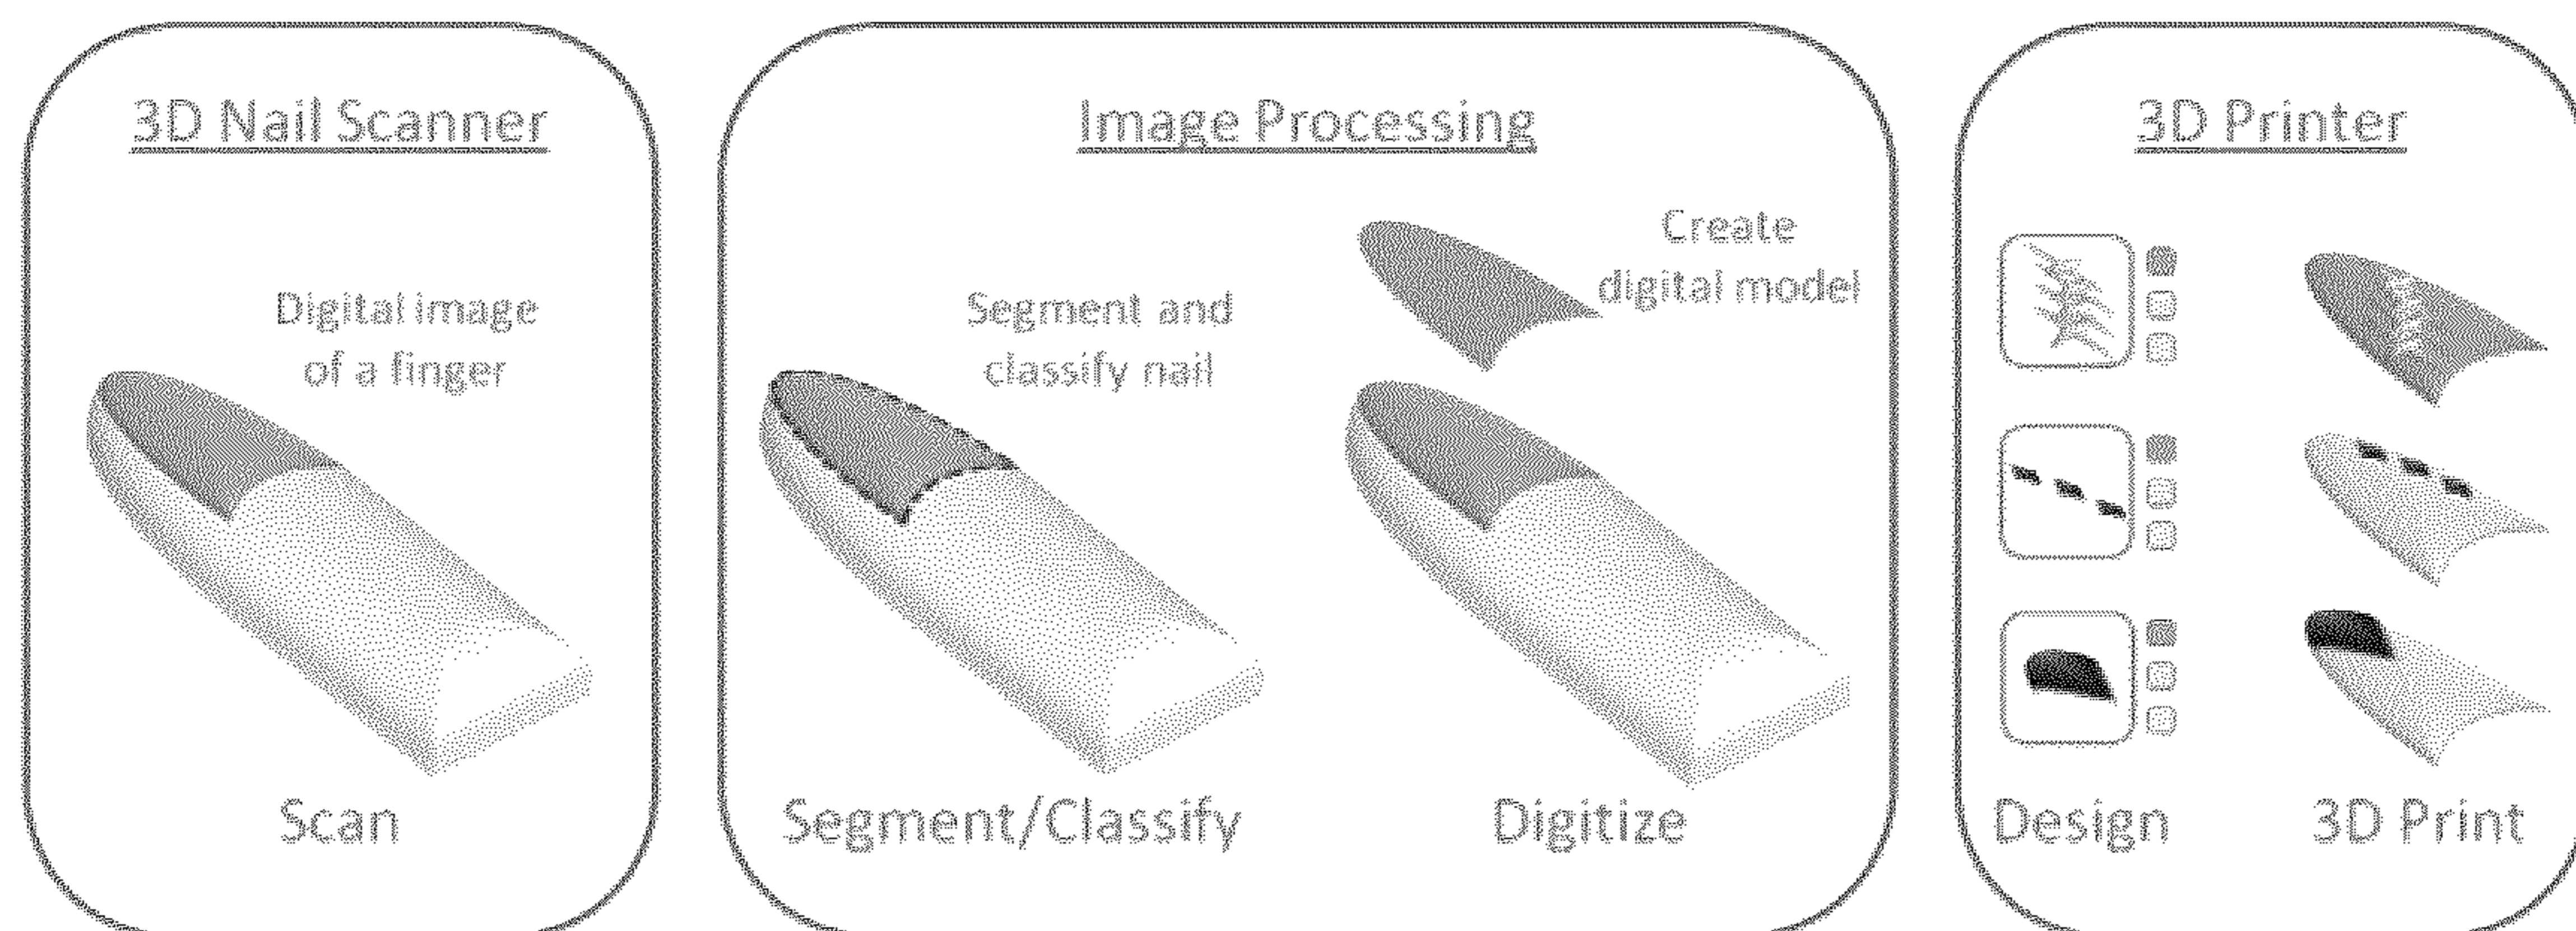 3D Nail Scanner
Digital image
of a finger
Scan
Image Processing
Segment and
classify nail
Create
digital model
Segment/Classify
Digitize
3D Printer
Design
3D Print